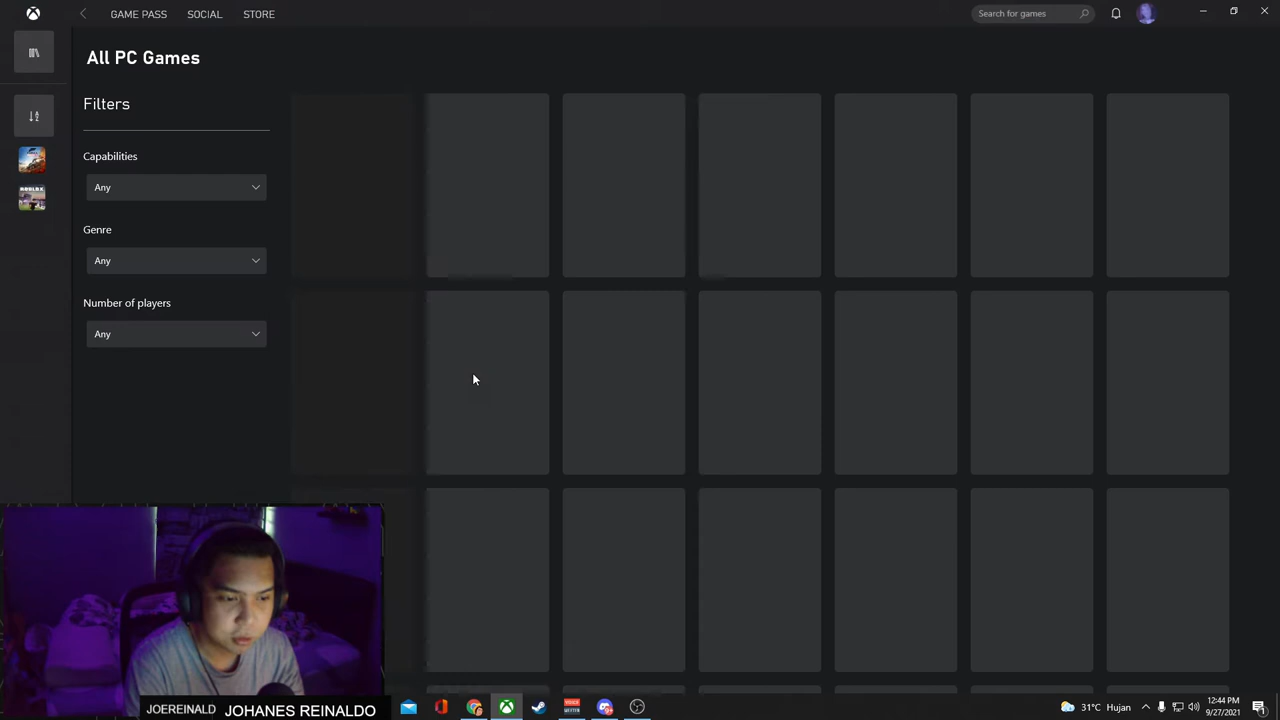 GAME PASS SOCIAL STORE
Search for games
All PC Games
Filters
Capabilities
Any
Genre
Any
Number of players
Any
ROBLOX
JOEREINALD JOHANES REINALDO
31°C Hujan
12:44 PM
9/27/2021